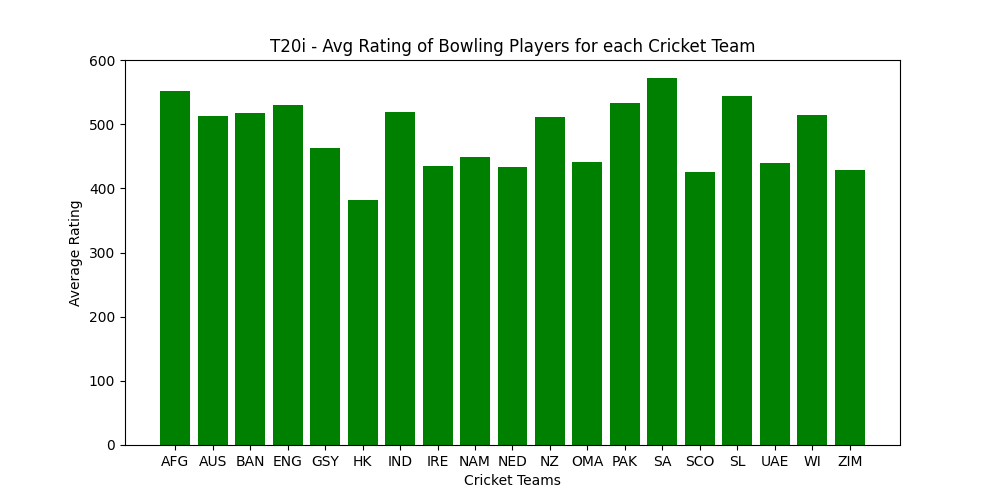 T20i - Avg Rating of Bowling Players for each Cricket Team
600
500
400
300
200
100
0
Average Rating
AFG AUS BAN ENG GSY HK IND IRE NAM NED NZ OMA PAK SA SCO SL UAE WI ZIM
Cricket Teams